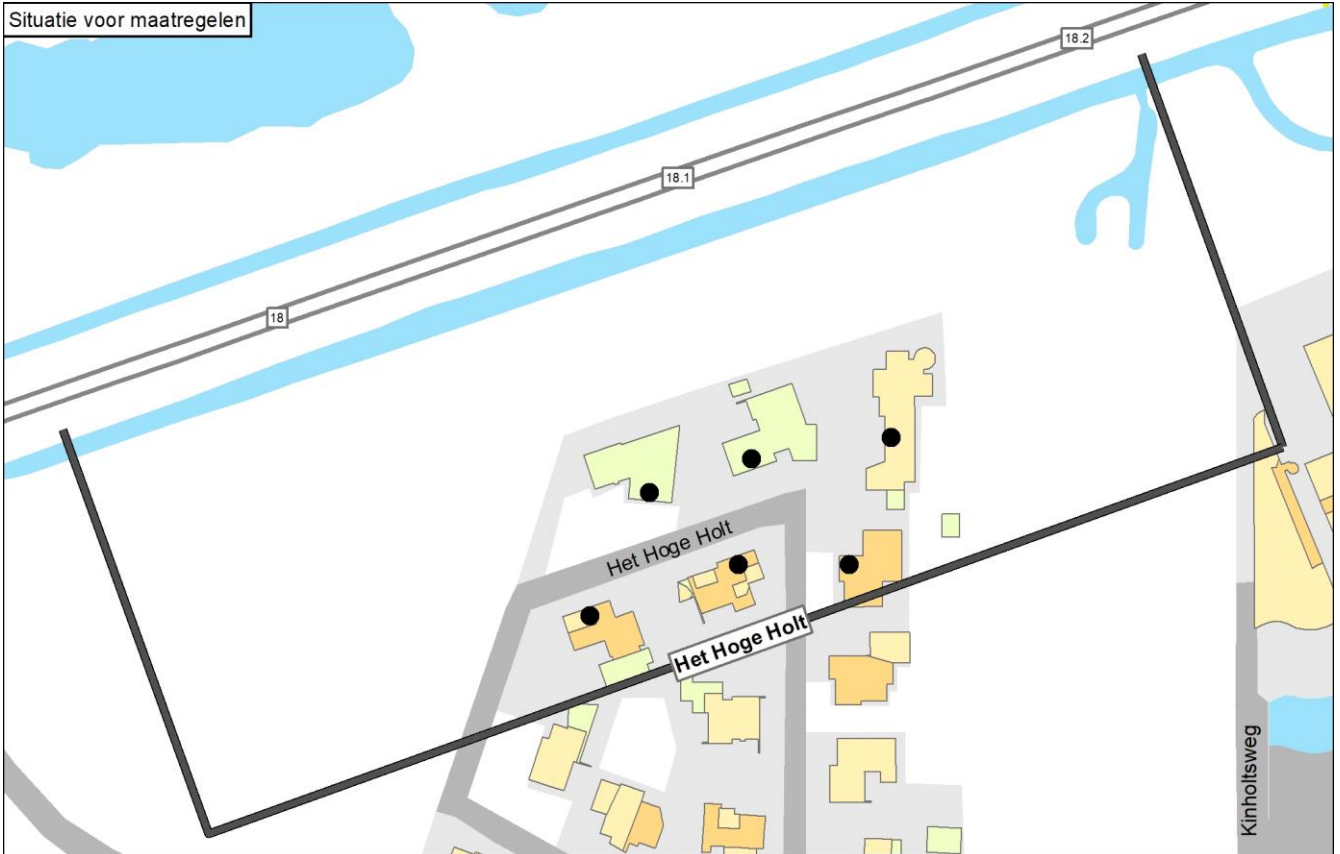 Situatie voor maatregelen
18.2
18.1
18
Het Hoge Holt
Het Hoge Holt
Kinholtsweg